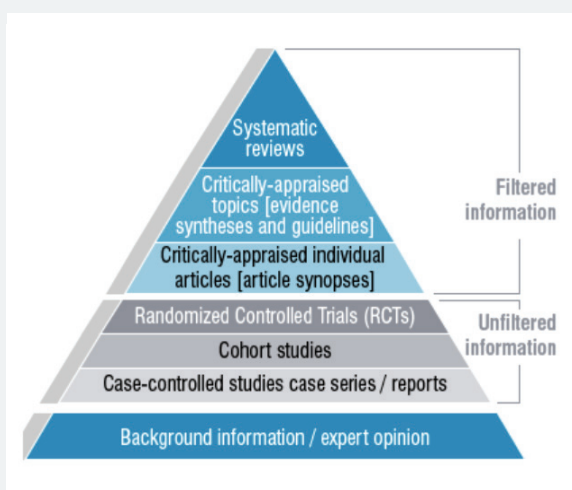 Systematic
reviews
Critically-appraised
topics [evidence
syntheses and guidelines]
Critically-appraised individual
articles [article synopses]
Filtered
information
Randomized Controlled Trials (RCTs)
Cohort studies
Case-controlled studies case series / reports
Unfiltered
information
Background information / expert opinion